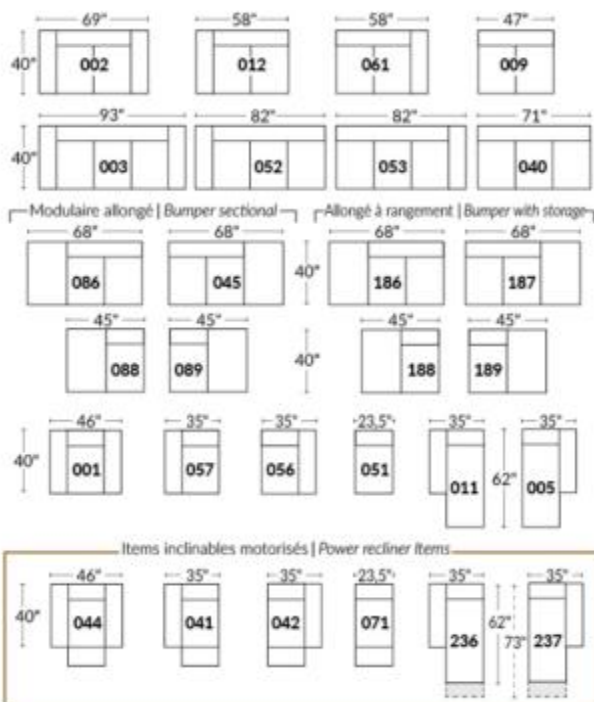 69" 58" 58" 47"
40" 002 012 061 009
93" 82" 82" 71"
40" 003 052 053 040
Modulaire allongé | Bumper sectional Allongé à rangement | Bumper with storage
68" 68" 68" 68"
086 045 40" 186 187
45" 45" 45" 45"
088 089 40" 188 189
46" 35" 35" 23.5" 35" 35"
40" 001 057 056 051 011 62" 005
Items inclinables motorisés | Power recliner Items
46" 35" 35" 23.5" 35" 35"
40" 044 041 042 071 236 62" 73" 237